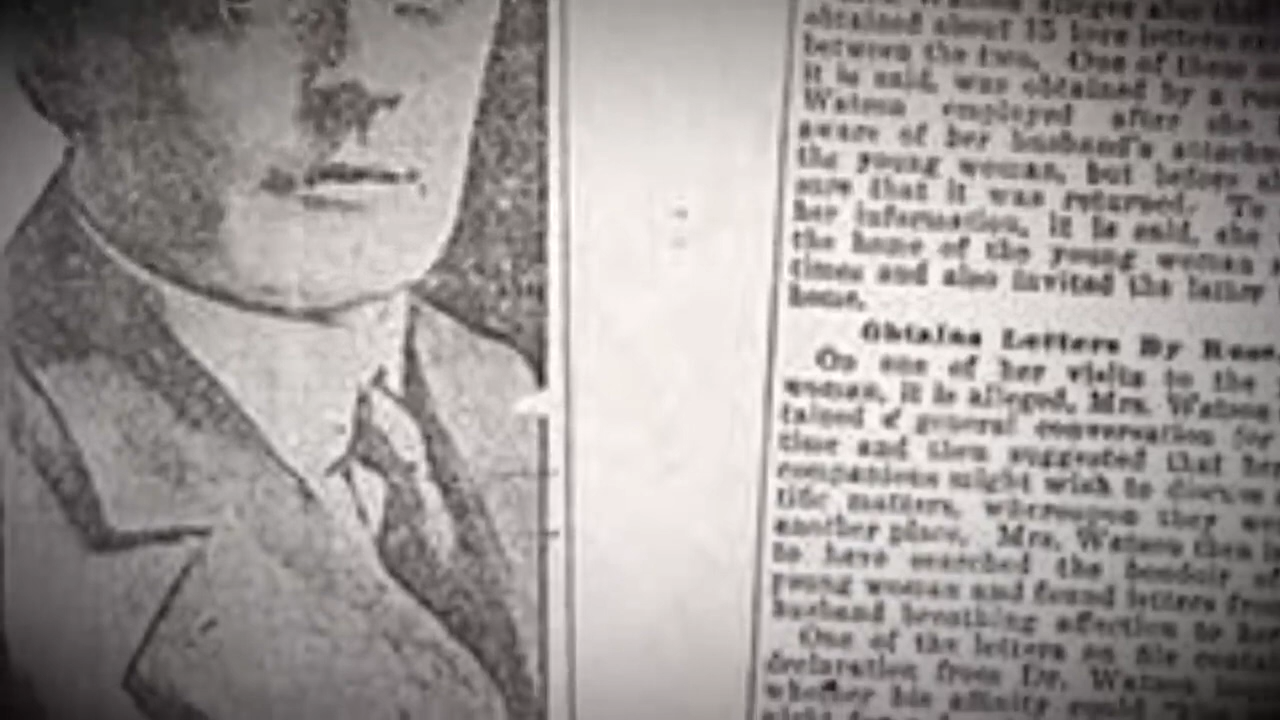 obtained about 15 love letters
between the two. One of them
it is said, was obtained by a
Watson employed after she
aware of her husband's
the young woman, but before
sure that it was returned. To
her information, it is said, she
the home of the young woman
times and also invited the latter
home.
Obtains Letters By
On one of her visits to the
woman, it is alleged, Mrs. Watson
tained a general conversation for
time and then suggested that her
companions might wish to discuss
tific matters, whereupon they
another place. Mrs. Watson then
to have searched the boudoir of
young woman and found letters
husband breathing affection to her
One of the letters on file
declaration from Dr. Watson
whether his affinity could